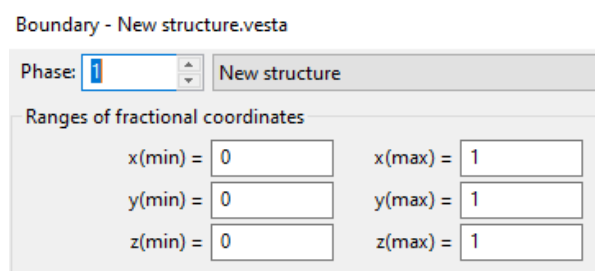 Boundary - New structure.vesta
Phase: 1 New structure
Ranges of fractional coordinates
x(min) = 0 x(max) = 1
y(min) = 0 y(max) = 1
z(min) = 0 z(max) = 1